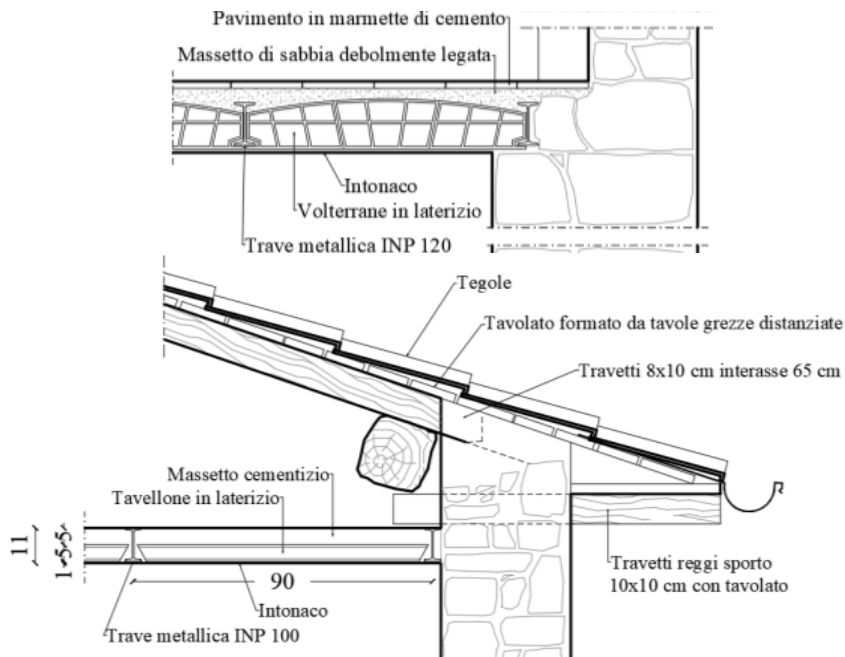 Pavimento in marmette di cemento
Massetto di sabbia debolmente legata
Intonaco
Volterrane in laterizio
Trave metallica INP 120
Tegole
Tavolato formato da tavole grezze distanziate
Travetti 8x10 cm interasse 65 cm
Massetto cementizio
Tavellone in laterizio
11
1 5 5
90
Intonaco
Trave metallica INP 100
Travetti reggi sporto
10x10 cm con tavolato